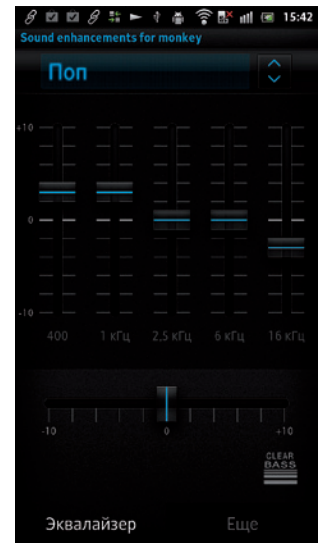 15:42
Sound enhancements for monkey
Поп
+10
0
-10
400 1 кГц 2,5 кГц 6 кГц 16 кГц
-10 0 +10
CLEAR
BASS
Эквалайзер Еще